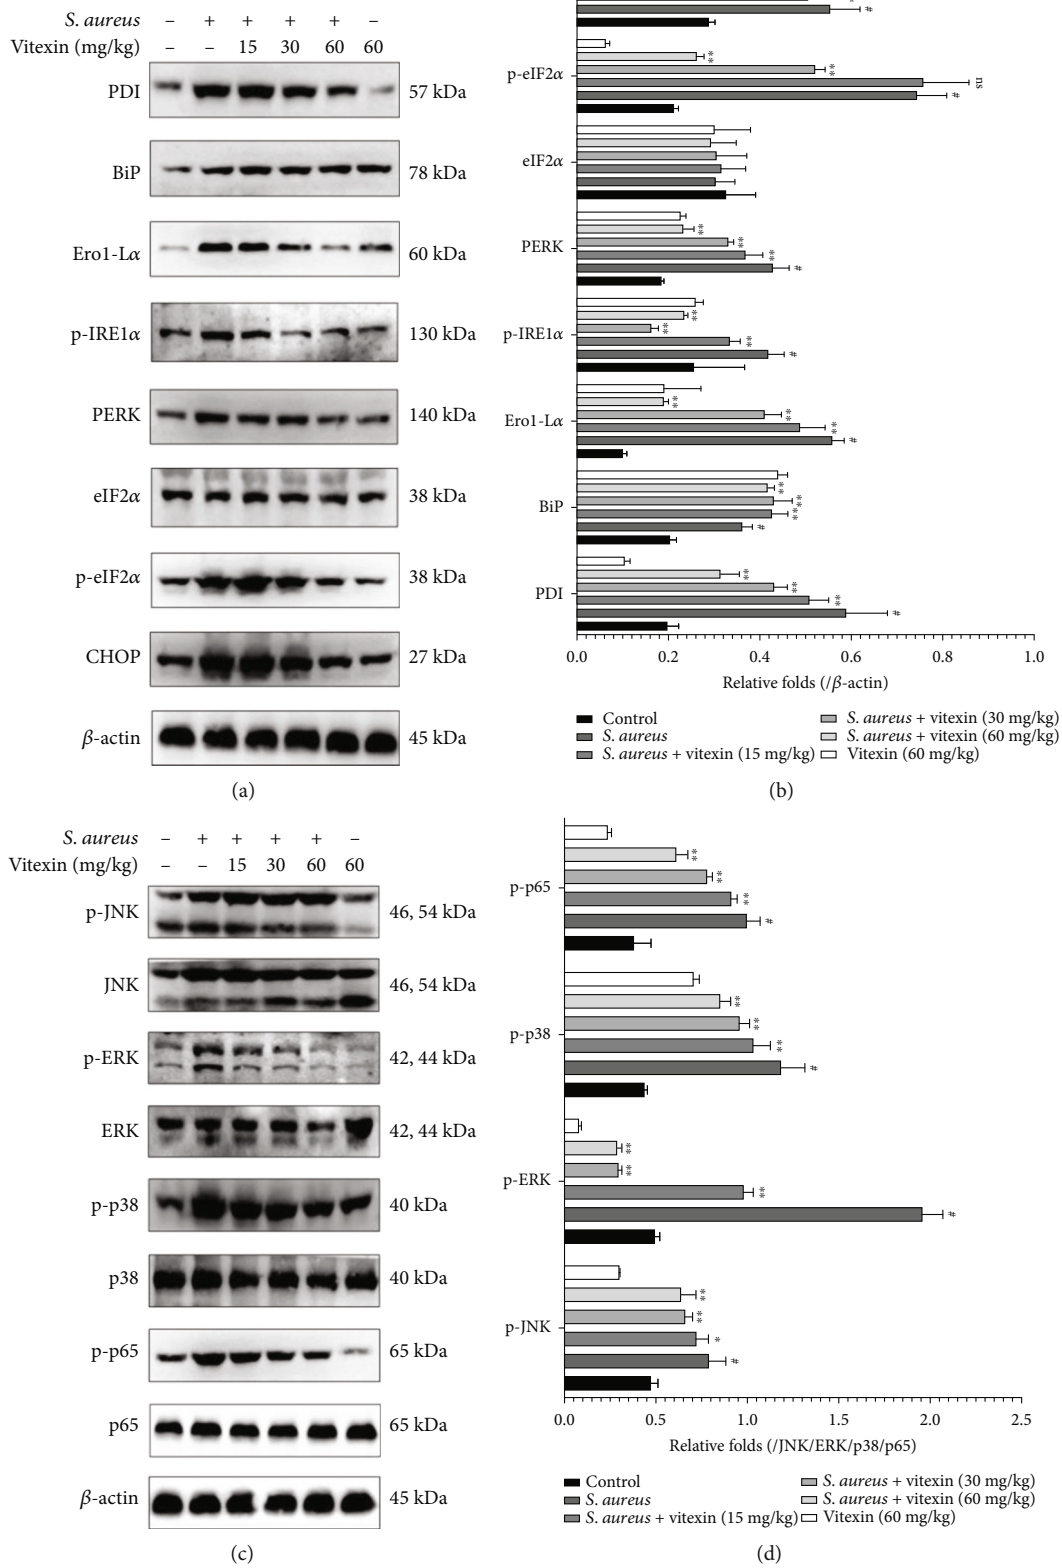 S. aureus – + + + + –
Vitexin (mg/kg) – – 15 30 60 60
PDI 57 kDa
BiP 78 kDa
Ero1-Lα 60 kDa
p-IRE1α 130 kDa
PERK 140 kDa
eIF2α 38 kDa
p-eIF2α 38 kDa
CHOP 27 kDa
β-actin 45 kDa
(a)
#
p-eIF2α ** ** ns #
eIF2α
PERK ** ** ** #
p-IRE1α ** ** ** #
Ero1-Lα ** ** ** #
BiP ** ** ** #
PDI ** ** ** #
0.0 0.2 0.4 0.6 0.8 1.0
Relative folds (/β-actin)
Control
S. aureus
S. aureus + vitexin (15 mg/kg)
S. aureus + vitexin (30 mg/kg)
S. aureus + vitexin (60 mg/kg)
Vitexin (60 mg/kg)
(b)
S. aureus – + + + + –
Vitexin (mg/kg) – – 15 30 60 60
p-JNK 46, 54 kDa
JNK 46, 54 kDa
p-ERK 42, 44 kDa
ERK 42, 44 kDa
p-p38 40 kDa
p38 40 kDa
p-p65 65 kDa
p65 65 kDa
β-actin 45 kDa
(c)
p-p65 ** ** ** #
p-p38 ** ** ** #
p-ERK ** ** ** #
p-JNK ** ** * #
0.0 0.5 1.0 1.5 2.0 2.5
Relative folds (/JNK/ERK/p38/p65)
Control
S. aureus
S. aureus + vitexin (15 mg/kg)
S. aureus + vitexin (30 mg/kg)
S. aureus + vitexin (60 mg/kg)
Vitexin (60 mg/kg)
(d)